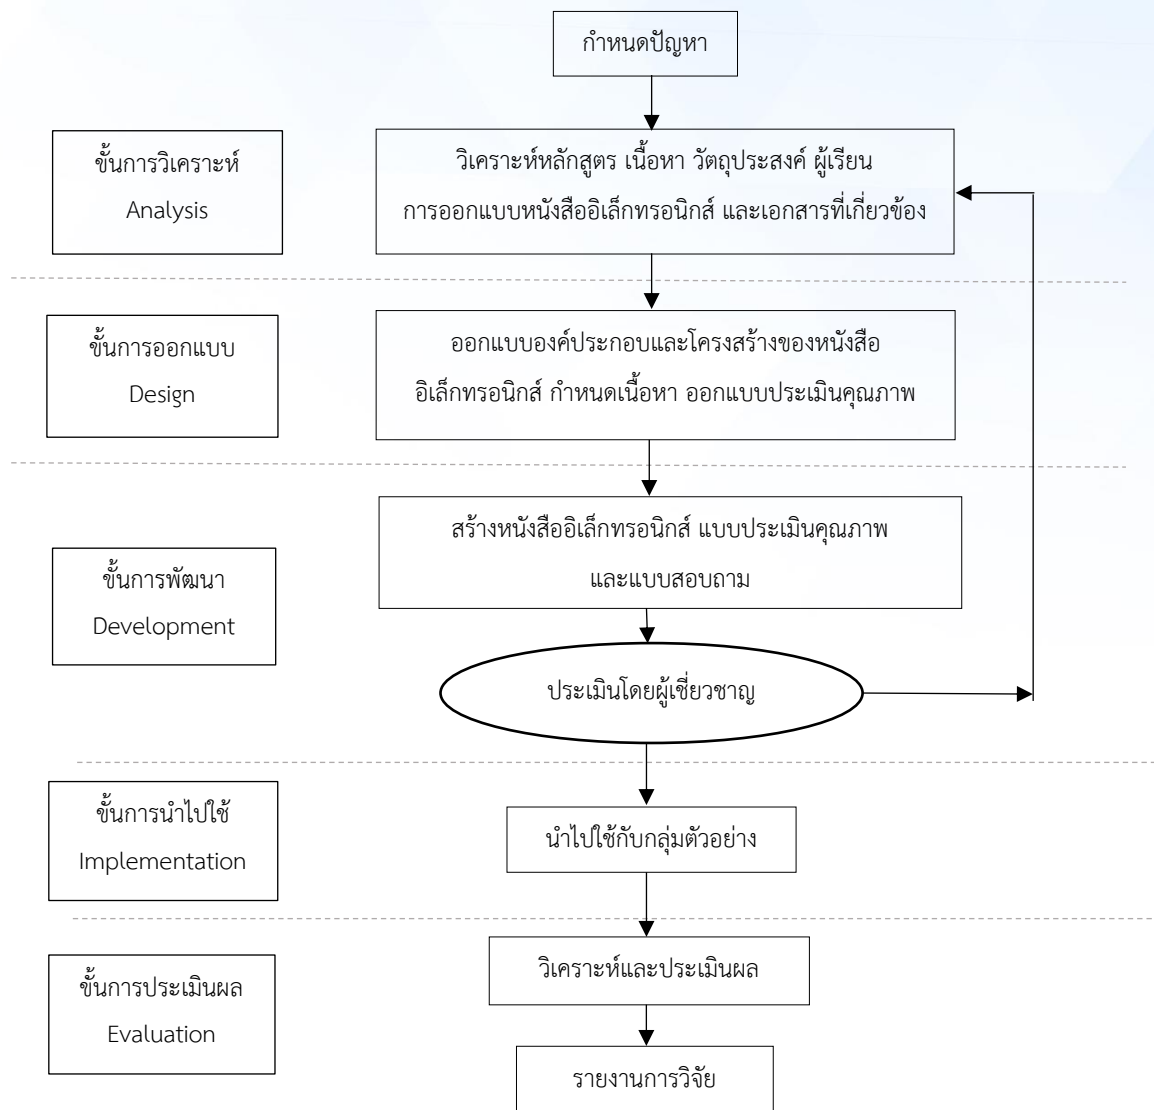 กำหนดปัญหา
ขั้นการวิเคราะห์
Analysis
วิเคราะห์หลักสูตร เนื้อหา วัตถุประสงค์ ผู้เรียน
การออกแบบหนังสืออิเล็กทรอนิกส์ และเอกสารที่เกี่ยวข้อง
ขั้นการออกแบบ
Design
ออกแบบองค์ประกอบและโครงสร้างของหนังสือ
อิเล็กทรอนิกส์ กำหนดเนื้อหา ออกแบบประเมินคุณภาพ
ขั้นการพัฒนา
Development
สร้างหนังสืออิเล็กทรอนิกส์ แบบประเมินคุณภาพ
และแบบสอบถาม
ประเมินโดยผู้เชี่ยวชาญ
ขั้นการนำไปใช้
Implementation
นำไปใช้กับกลุ่มตัวอย่าง
ขั้นการประเมินผล
Evaluation
วิเคราะห์และประเมินผล
รายงานการวิจัย